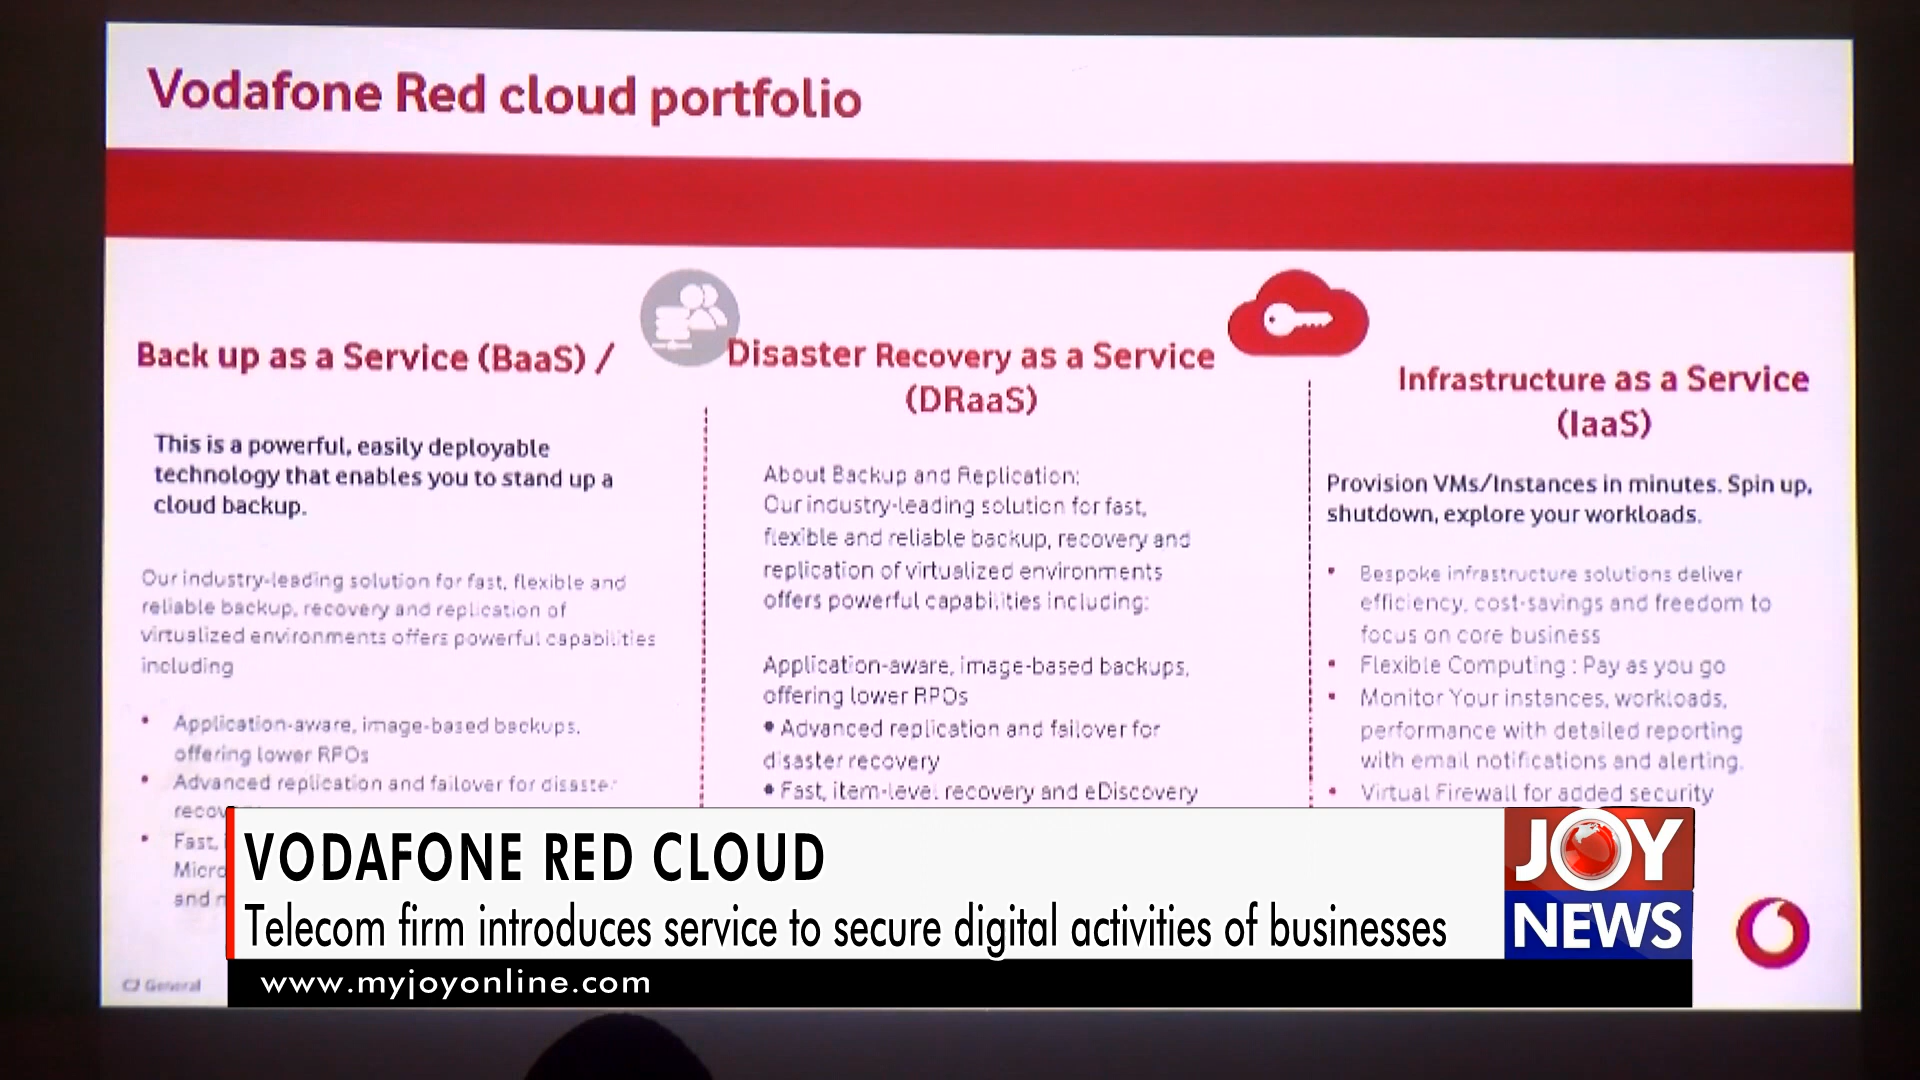 Vodafone Red cloud portfolio
Back up as a Service (BaaS) /
This is a powerful, easily deployable
technology that enables you to stand up a
cloud backup.
Our industry-leading solution for fast, flexible and
reliable backup, recovery and replication of
virtualized environments offers powerful capabilities
including
• Application-aware, image-based backups,
offering lower RPOs
• Advanced replication and failover for disaster
• Fast,
and
Disaster Recovery as a Service
(DRaaS)
About Backup and Replication:
Our industry-leading solution for fast,
flexible and reliable backup, recovery and
replication of virtualized environments
offers powerful capabilities including:
Application-aware, image-based backups,
offering lower RPOs
• Advanced replication and failover for
disaster recovery
• Fast, item-level recovery and eDiscovery
Infrastructure as a Service
(IaaS)
Provision VMs/Instances in minutes. Spin up,
shutdown, explore your workloads.
• Bespoke infrastructure solutions deliver
efficiency, cost-savings and freedom to
focus on core business
• Flexible Computing : Pay as you go
• Monitor Your instances, workloads,
performance with detailed reporting
with email notifications and alerting.
• Virtual Firewall for added security
C2 General
VODAFONE RED CLOUD
Telecom firm introduces service to secure digital activities of businesses
www.myjoyonline.com
JOY
NEWS